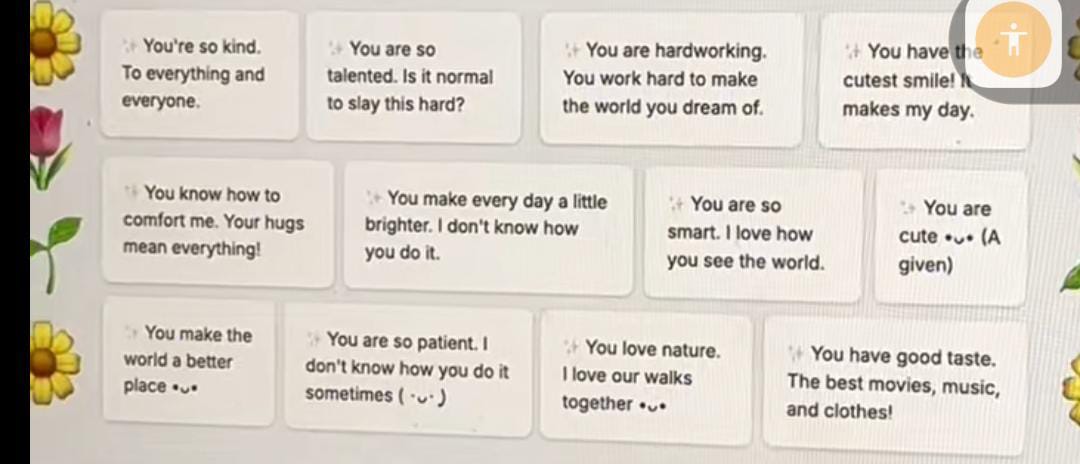 You're so kind.
To everything and
everyone.
You are so
talented. Is it normal
to slay this hard?
You are hardworking.
You work hard to make
the world you dream of.
You have the
cutest smile! It
makes my day.
You know how to
comfort me. Your hugs
mean everything!
You make every day a little
brighter. I don't know how
you do it.
You are so
smart. I love how
you see the world.
You are
cute •ᴗ• (A
given)
You make the
world a better
place •ᴗ•
You are so patient. I
don't know how you do it
sometimes ( ·ᴗ· )
You love nature.
I love our walks
together •ᴗ•
You have good taste.
The best movies, music,
and clothes!